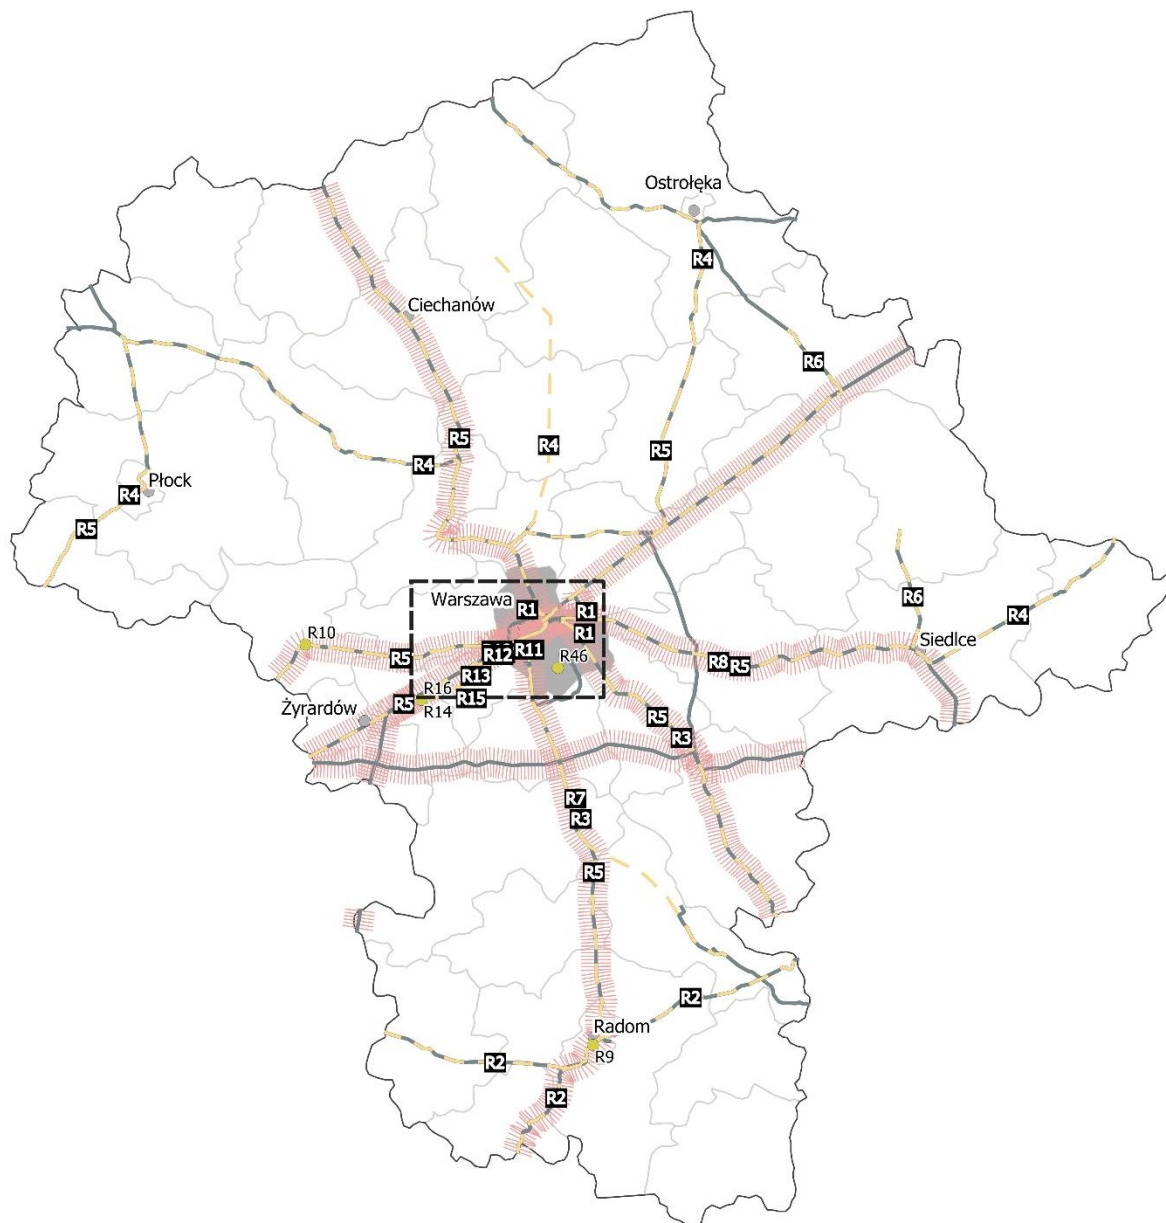 Ostrołęka
R4
Ciechanów
R6
R5
R4
R5
R4
Płock
R4
R5
R6
Warszawa
R1
R1
R4
R1
Siedlce
R10
R5
R12
R11
R46
R8
R5
R13
R16
R15
R14
R5
Żyrardów
R5
R3
R7
R3
R5
R2
Radom
R9
R2
R2